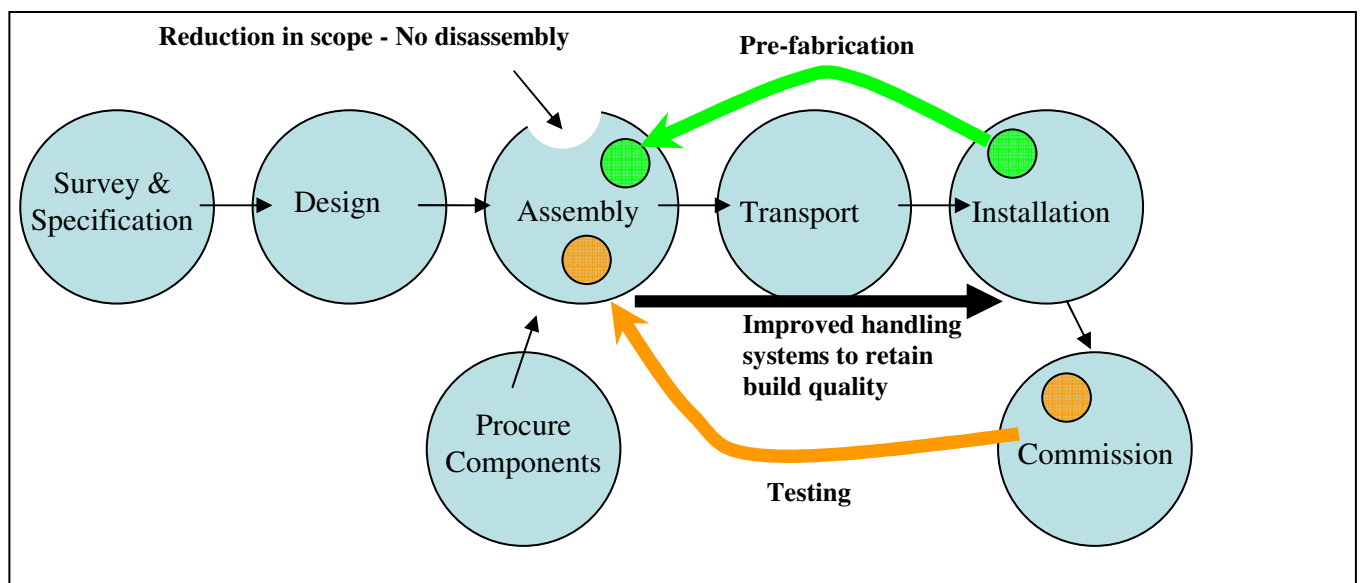 Reduction in scope - No disassembly
Pre-fabrication
Survey &
Specification
Design
Assembly
Transport
Installation
Improved handling
systems to retain
build quality
Procure
Components
Commission
Testing